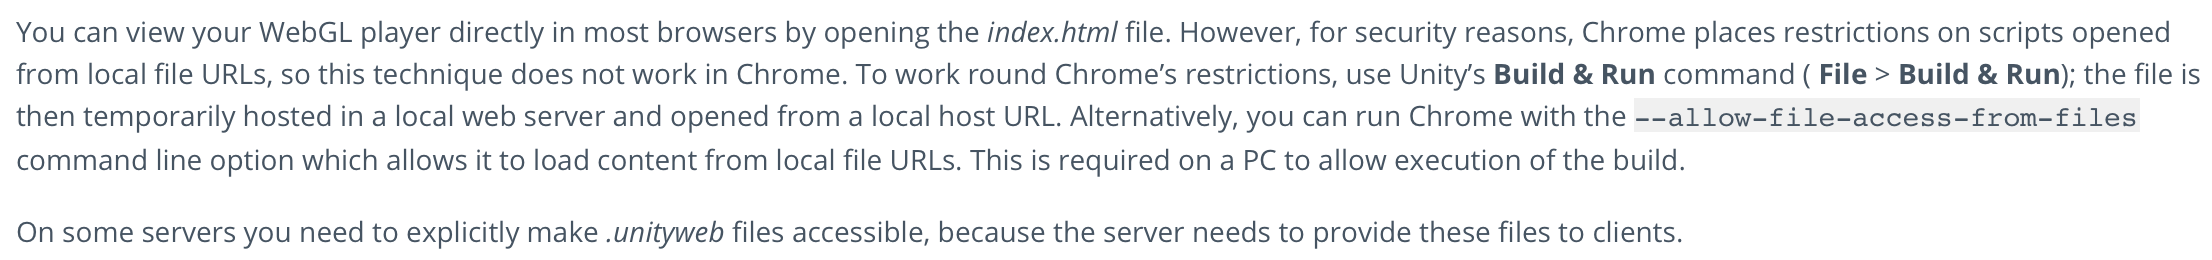 You can view your WebGL player directly in most browsers by opening the index.html file. However, for security reasons, Chrome places restrictions on scripts opened
from local file URLs, so this technique does not work in Chrome. To work round Chrome’s restrictions, use Unity’s Build & Run command ( File > Build & Run); the file is
then temporarily hosted in a local web server and opened from a local host URL. Alternatively, you can run Chrome with the --allow-file-access-from-files
command line option which allows it to load content from local file URLs. This is required on a PC to allow execution of the build.
On some servers you need to explicitly make .unityweb files accessible, because the server needs to provide these files to clients.